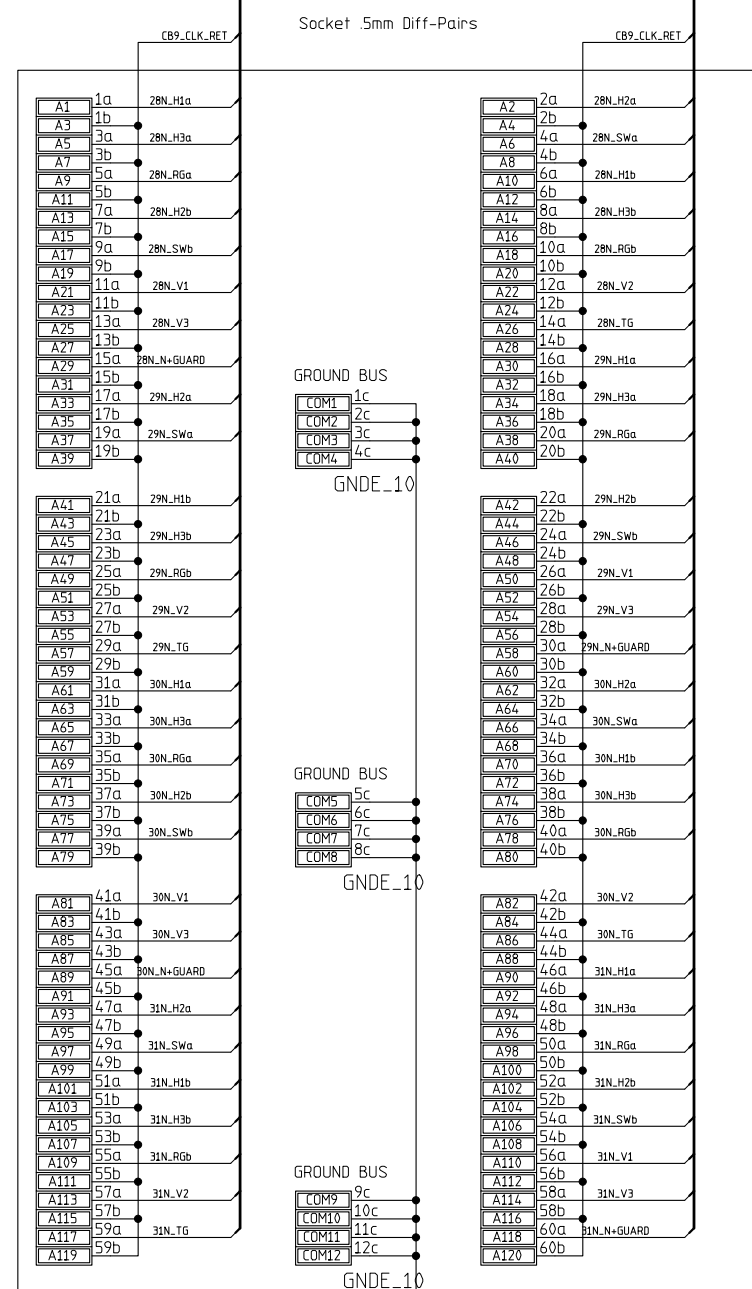 Socket .5mm Diff-Pairs
CB9_CLK_RET
CB9_CLK_RET
A1 1a 28N_H1a
A3 1b
A5 3a 28N_H3a
A7 3b
A9 5a 28N_RGa
A11 5b
A13 7a 28N_H2b
A15 7b
A17 9a 28N_SWb
A19 9b
A21 11a 28N_V1
A23 11b
A25 13a 28N_V3
A27 13b
A29 15a 28N_N+GUARD
A31 15b
A33 17a 29N_H2a
A35 17b
A37 19a 29N_SWa
A39 19b
A41 21a 29N_H1b
A43 21b
A45 23a 29N_H3b
A47 23b
A49 25a 29N_RGb
A51 25b
A53 27a 29N_V2
A55 27b
A57 29a 29N_TG
A59 29b
A61 31a 30N_H1a
A63 31b
A65 33a 30N_H3a
A67 33b
A69 35a 30N_RGa
A71 35b
A73 37a 30N_H2b
A75 37b
A77 39a 30N_SWb
A79 39b
A81 41a 30N_V1
A83 41b
A85 43a 30N_V3
A87 43b
A89 45a 30N_N+GUARD
A91 45b
A93 47a 31N_H2a
A95 47b
A97 49a 31N_SWa
A99 49b
A101 51a 31N_H1b
A103 51b
A105 53a 31N_H3b
A107 53b
A109 55a 31N_RGb
A111 55b
A113 57a 31N_V2
A115 57b
A117 59a 31N_TG
A119 59b
GROUND BUS
COM1 1c
COM2 2c
COM3 3c
COM4 4c
GNDE_10
GROUND BUS
COM5 5c
COM6 6c
COM7 7c
COM8 8c
GNDE_10
GROUND BUS
COM9 9c
COM10 10c
COM11 11c
COM12 12c
GNDE_10
A2 2a 28N_H2a
A4 2b
A6 4a 28N_SWa
A8 4b
A10 6a 28N_H1b
A12 6b
A14 8a 28N_H3b
A16 8b
A18 10a 28N_RGb
A20 10b
A22 12a 28N_V2
A24 12b
A26 14a 28N_TG
A28 14b
A30 16a 29N_H1a
A32 16b
A34 18a 29N_H3a
A36 18b
A38 20a 29N_RGa
A40 20b
A42 22a 29N_H2b
A44 22b
A46 24a 29N_SWb
A48 24b
A50 26a 29N_V1
A52 26b
A54 28a 29N_V3
A56 28b
A58 30a 29N_N+GUARD
A60 30b
A62 32a 30N_H2a
A64 32b
A66 34a 30N_SWa
A68 34b
A70 36a 30N_H1b
A72 36b
A74 38a 30N_H3b
A76 38b
A78 40a 30N_RGb
A80 40b
A82 42a 30N_V2
A84 42b
A86 44a 30N_TG
A88 44b
A90 46a 31N_H1a
A92 46b
A94 48a 31N_H3a
A96 48b
A98 50a 31N_RGa
A100 50b
A102 52a 31N_H2b
A104 52b
A106 54a 31N_SWb
A108 54b
A110 56a 31N_V1
A112 56b
A114 58a 31N_V3
A116 58b
A118 60a 31N_N+GUARD
A120 60b